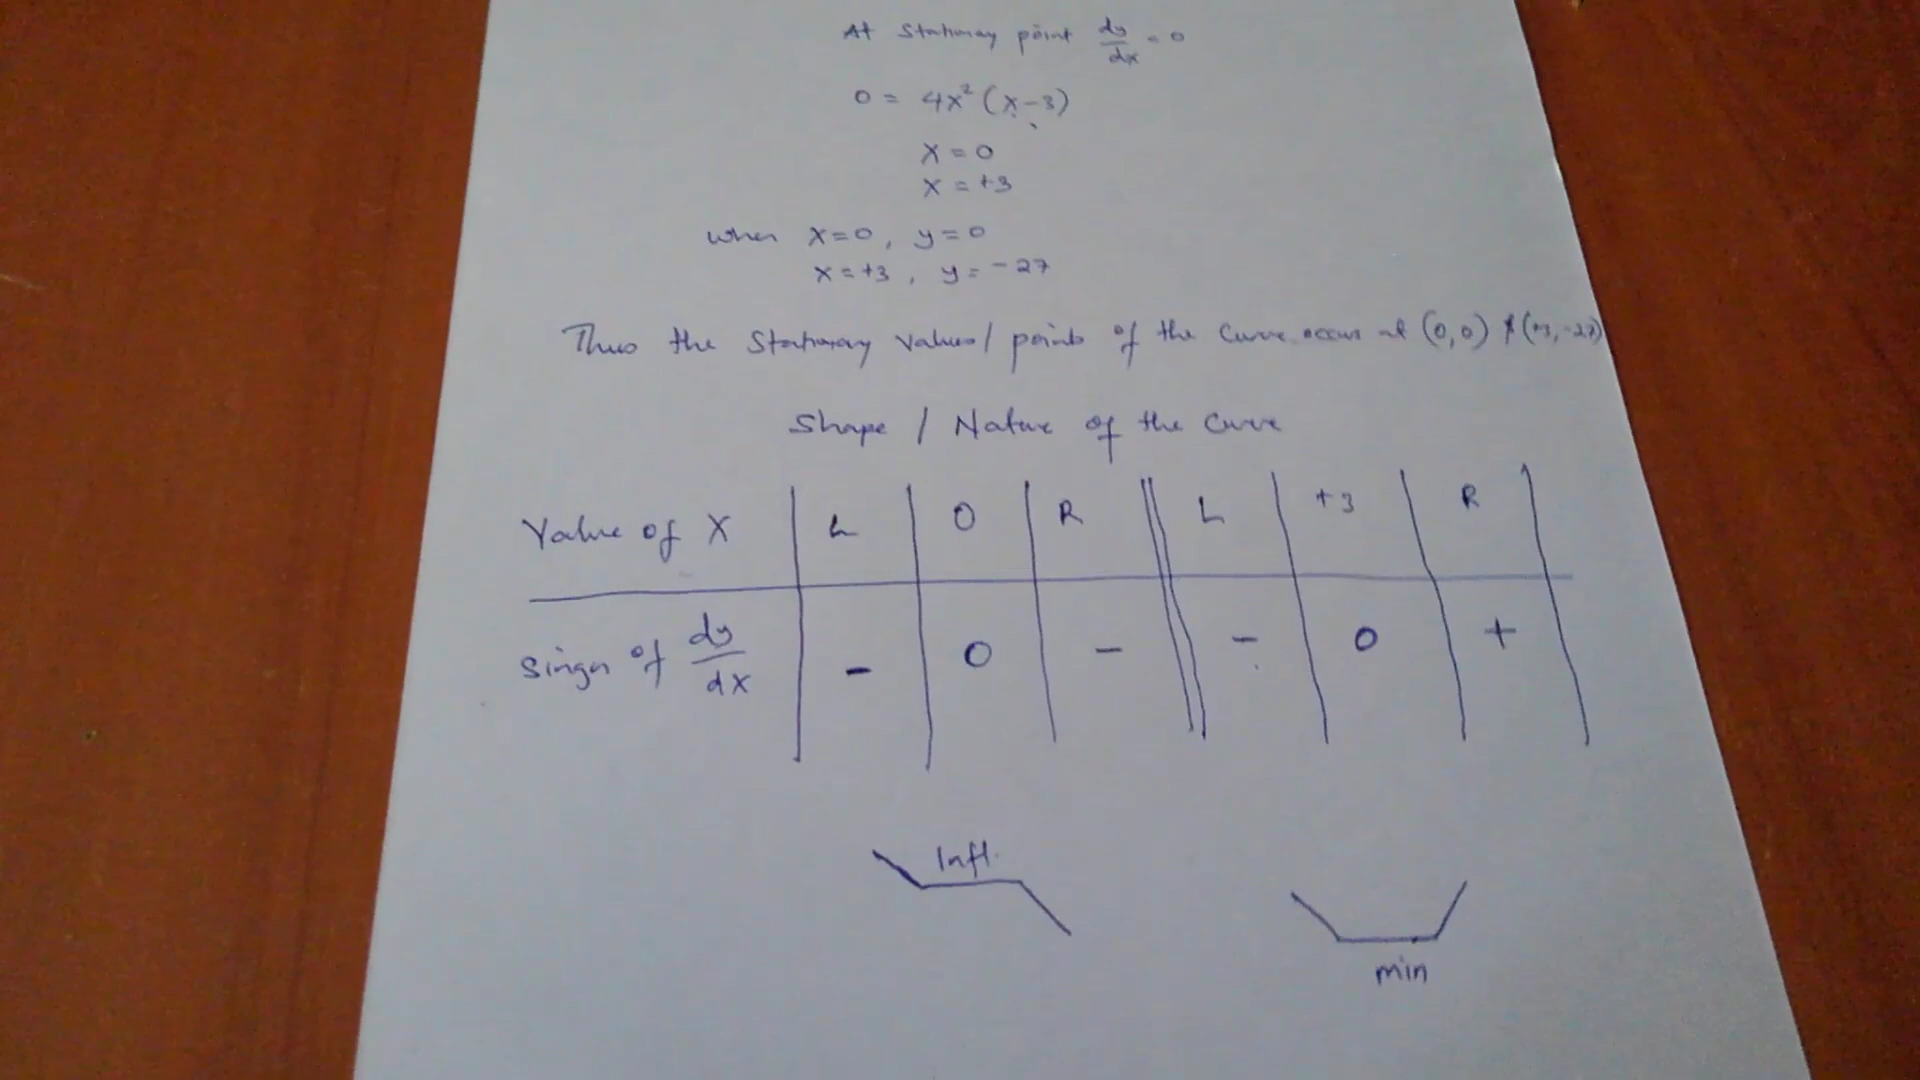 At Stationary point dy/dx = 0
0 = 4x² (x-3)
x = 0
x = +3
when x=0, y=0
x = +3, y = -27
Thus the Stationary values/ points of the curve occurs at (0,0) & (+3,-27)
Shape / Nature of the Curve
Value of X | L | 0 | R || L | +3 | R |
Singn of dy/dx | - | 0 | - || - | 0 | + |
Infl.
min